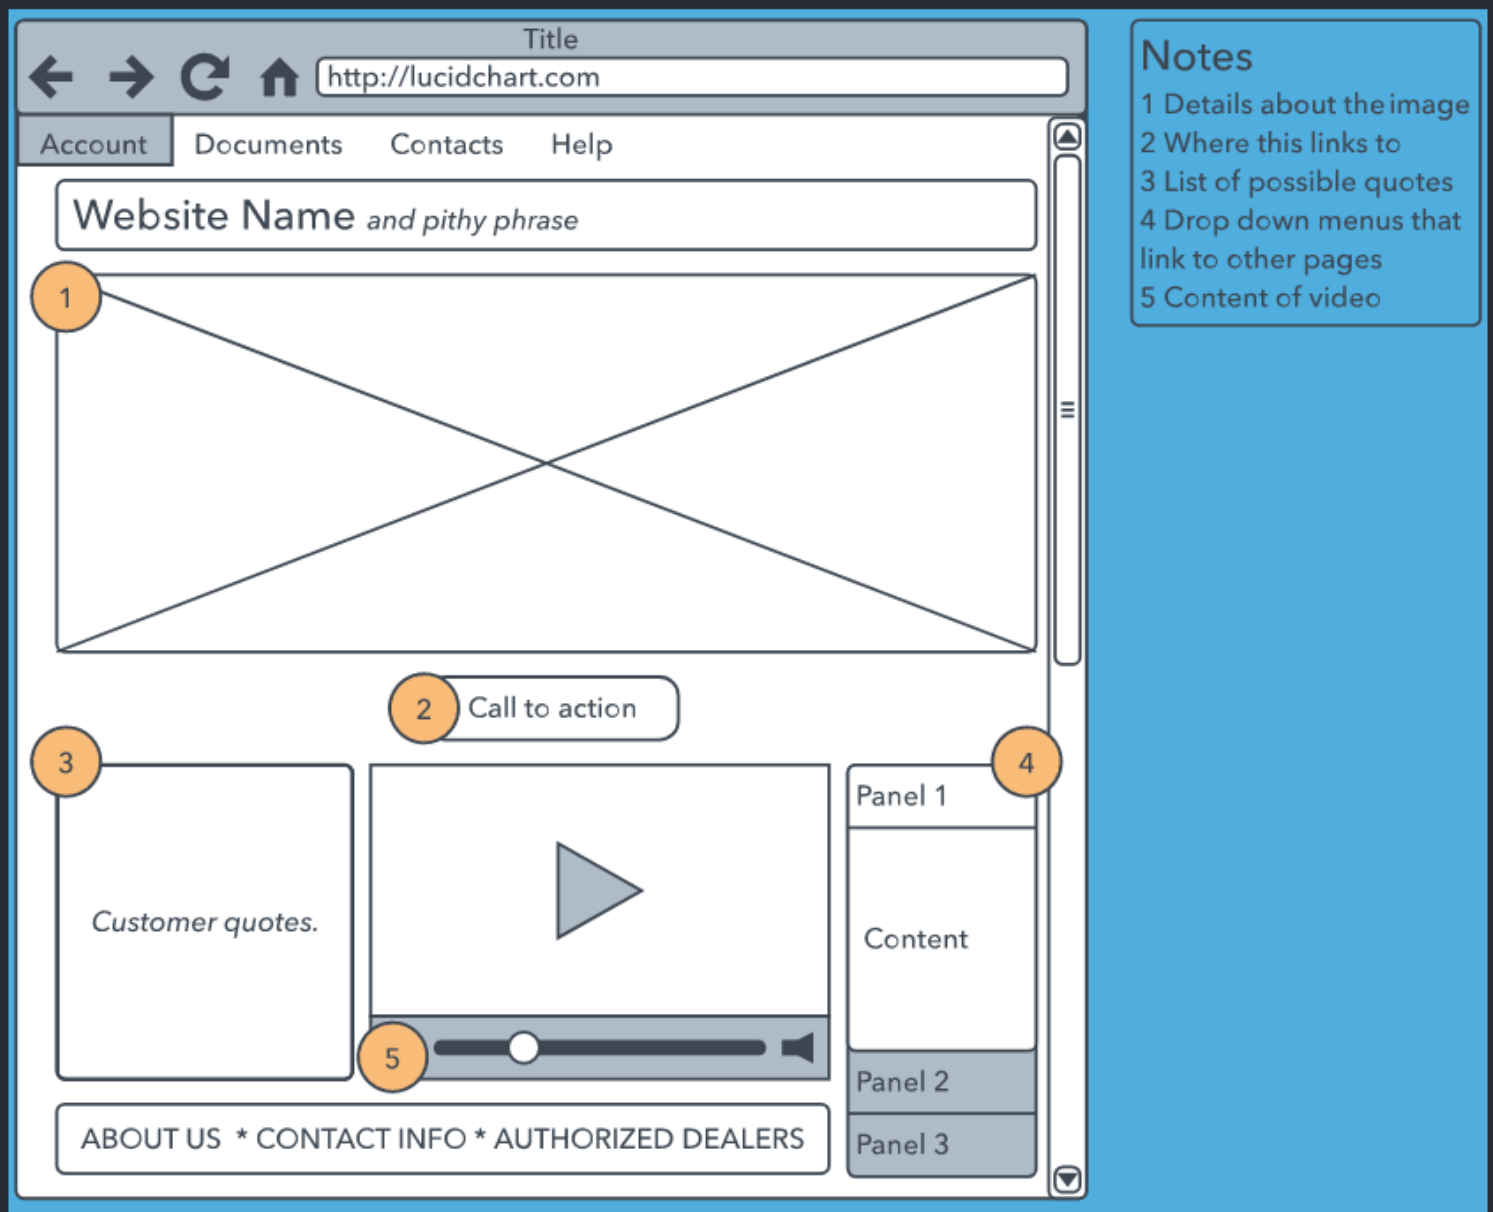 Title
http://lucidchart.com
Account Documents Contacts Help
Website Name and pithy phrase
1
2 Call to action
3
4
Customer quotes.
Panel 1
Content
5
Panel 2
Panel 3
ABOUT US * CONTACT INFO * AUTHORIZED DEALERS
Notes
1 Details about the image
2 Where this links to
3 List of possible quotes
4 Drop down menus that
link to other pages
5 Content of video